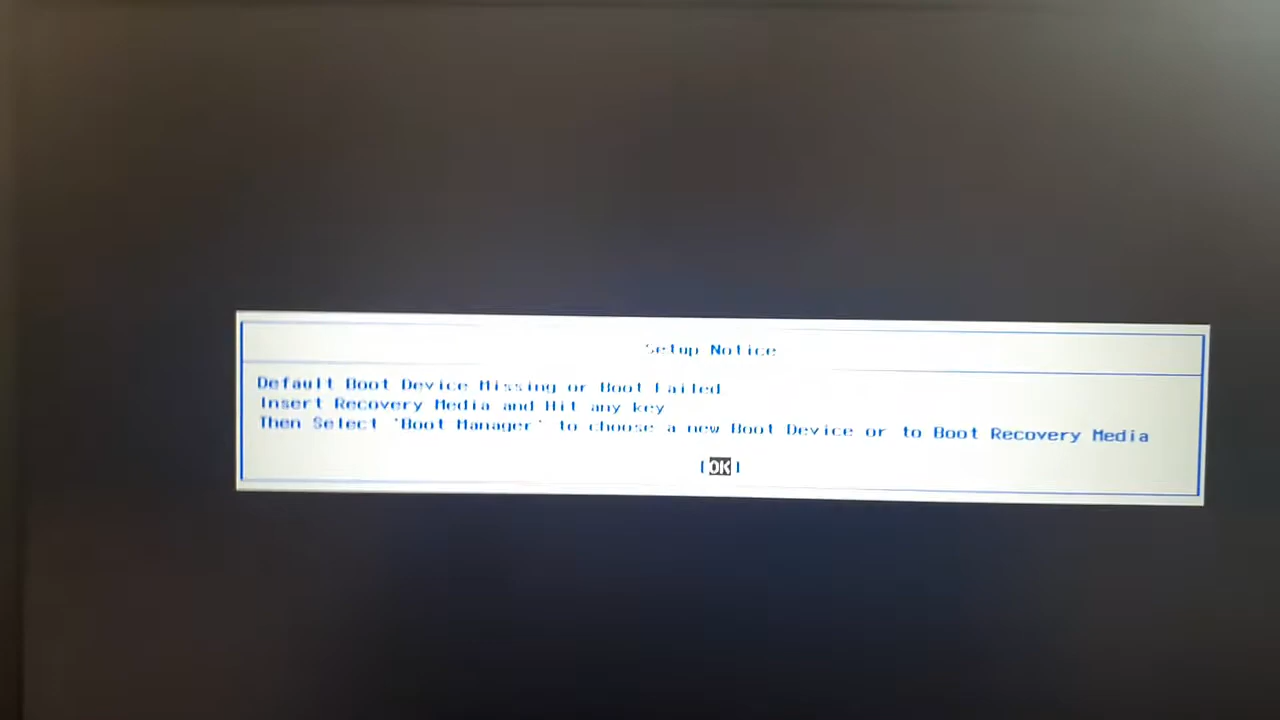 Setup Notice
Default Boot Device Missing or Boot Failed
Insert Recovery Media and Hit any key
Then Select 'Boot Manager' to choose a new Boot Device or to Boot Recovery Media
[OK]